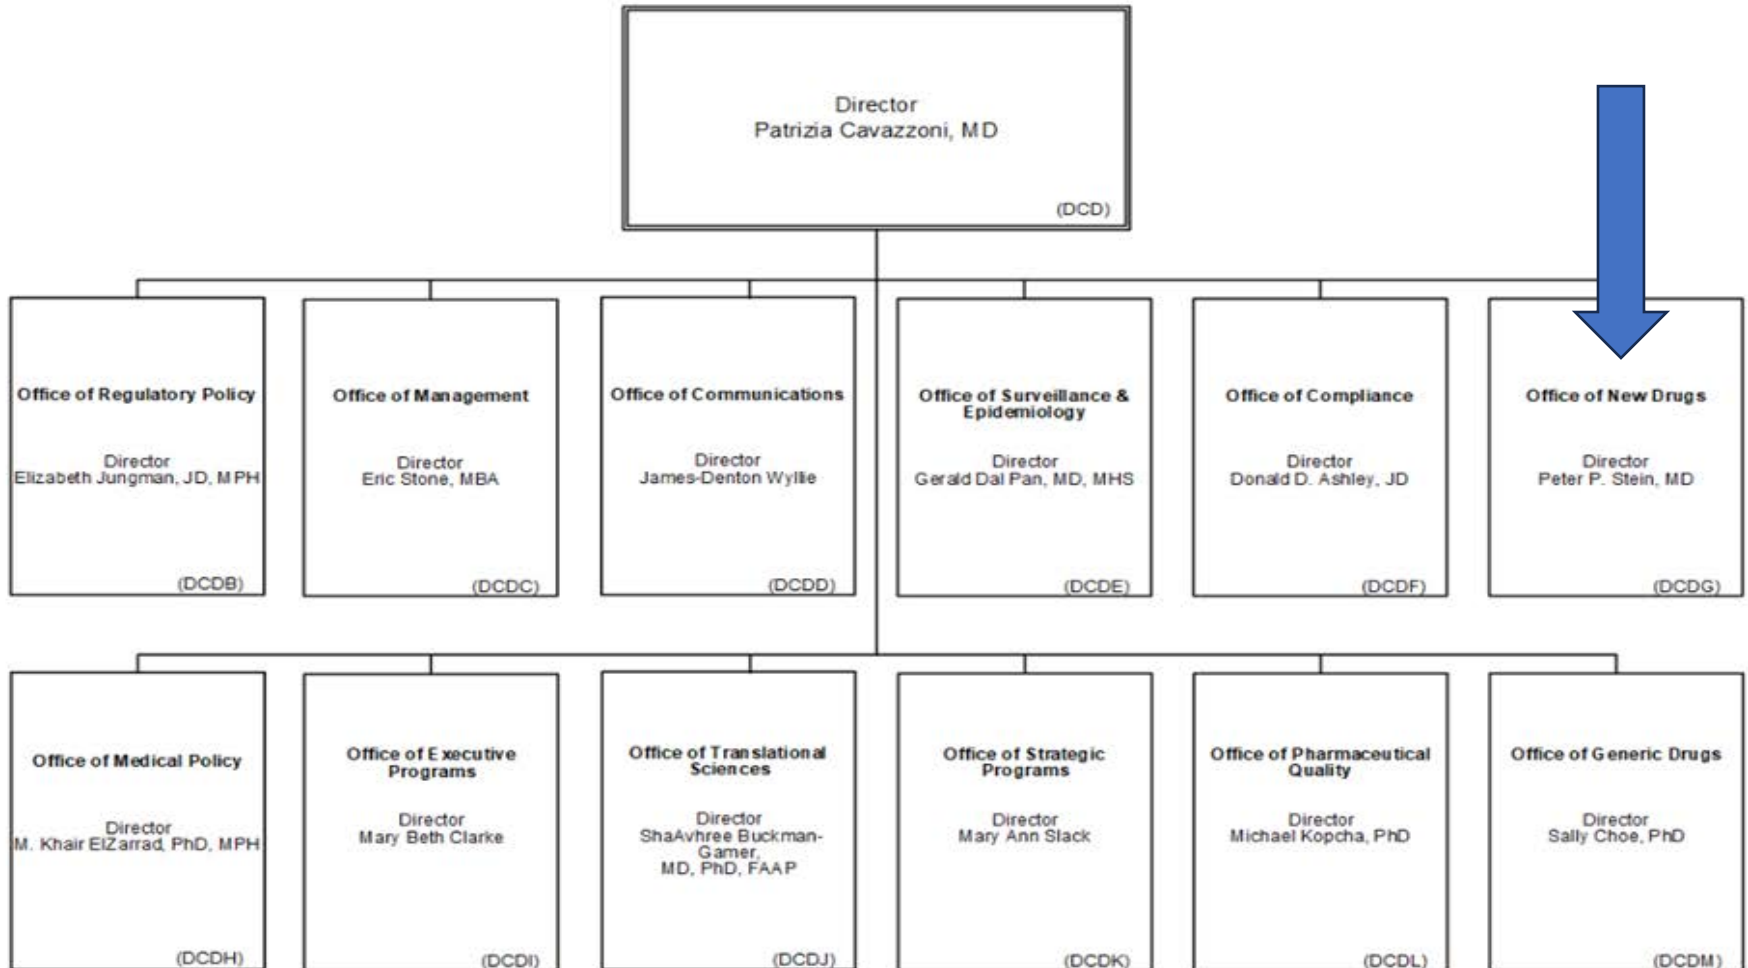 Director
Patrizia Cavazzoni, MD
(DCD)
Office of Regulatory Policy
Director
Elizabeth Jungman, JD, MPH
(DCDB)
Office of Management
Director
Eric Stone, MBA
(DCDC)
Office of Communications
Director
James-Denton Wyllie
(DCDD)
Office of Surveillance &
Epidemiology
Director
Gerald Dal Pan, MD, MHS
(DCDE)
Office of Compliance
Director
Donald D. Ashley, JD
(DCDF)
Office of New Drugs
Director
Peter P. Stein, MD
(DCDG)
Office of Medical Policy
Director
M. Khair ElZarrad, PhD, MPH
(DCDH)
Office of Executive
Programs
Director
Mary Beth Clarke
(DCDI)
Office of Translational
Sciences
Director
ShaAvhree Buckman-
Garner,
MD, PhD, FAAP
(DCDJ)
Office of Strategic
Programs
Director
Mary Ann Slack
(DCDK)
Office of Pharmaceutical
Quality
Director
Michael Kopcha, PhD
(DCDL)
Office of Generic Drugs
Director
Sally Choe, PhD
(DCDM)